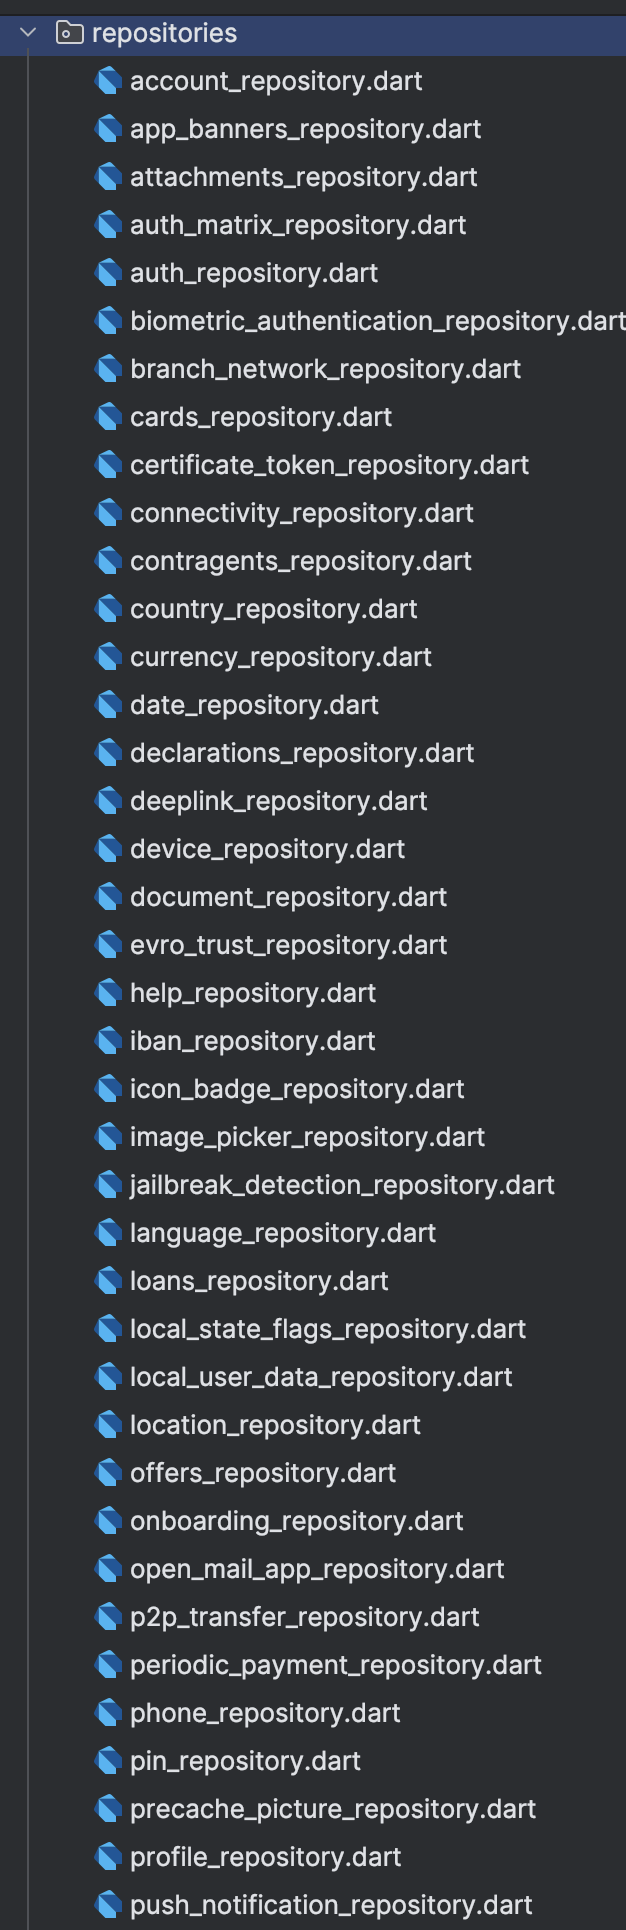 repositories
account_repository.dart
app_banners_repository.dart
attachments_repository.dart
auth_matrix_repository.dart
auth_repository.dart
biometric_authentication_repository.dart
branch_network_repository.dart
cards_repository.dart
certificate_token_repository.dart
connectivity_repository.dart
contragents_repository.dart
country_repository.dart
currency_repository.dart
date_repository.dart
declarations_repository.dart
deeplink_repository.dart
device_repository.dart
document_repository.dart
evro_trust_repository.dart
help_repository.dart
iban_repository.dart
icon_badge_repository.dart
image_picker_repository.dart
jailbreak_detection_repository.dart
language_repository.dart
loans_repository.dart
local_state_flags_repository.dart
local_user_data_repository.dart
location_repository.dart
offers_repository.dart
onboarding_repository.dart
open_mail_app_repository.dart
p2p_transfer_repository.dart
periodic_payment_repository.dart
phone_repository.dart
pin_repository.dart
precache_picture_repository.dart
profile_repository.dart
push_notification_repository.dart